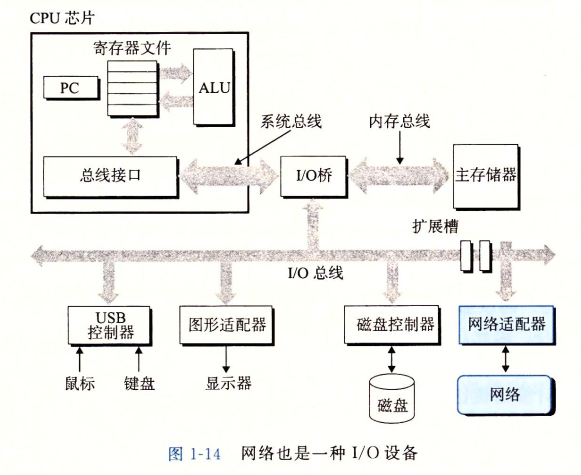 CPU 芯片
寄存器文件
PC
ALU
系统总线
内存总线
总线接口
I/O桥
主存储器
扩展槽
I/O 总线
USB
控制器
图形适配器
磁盘控制器
网络适配器
鼠标
键盘
显示器
磁盘
网络
图 1-14 网络也是一种 I/O 设备